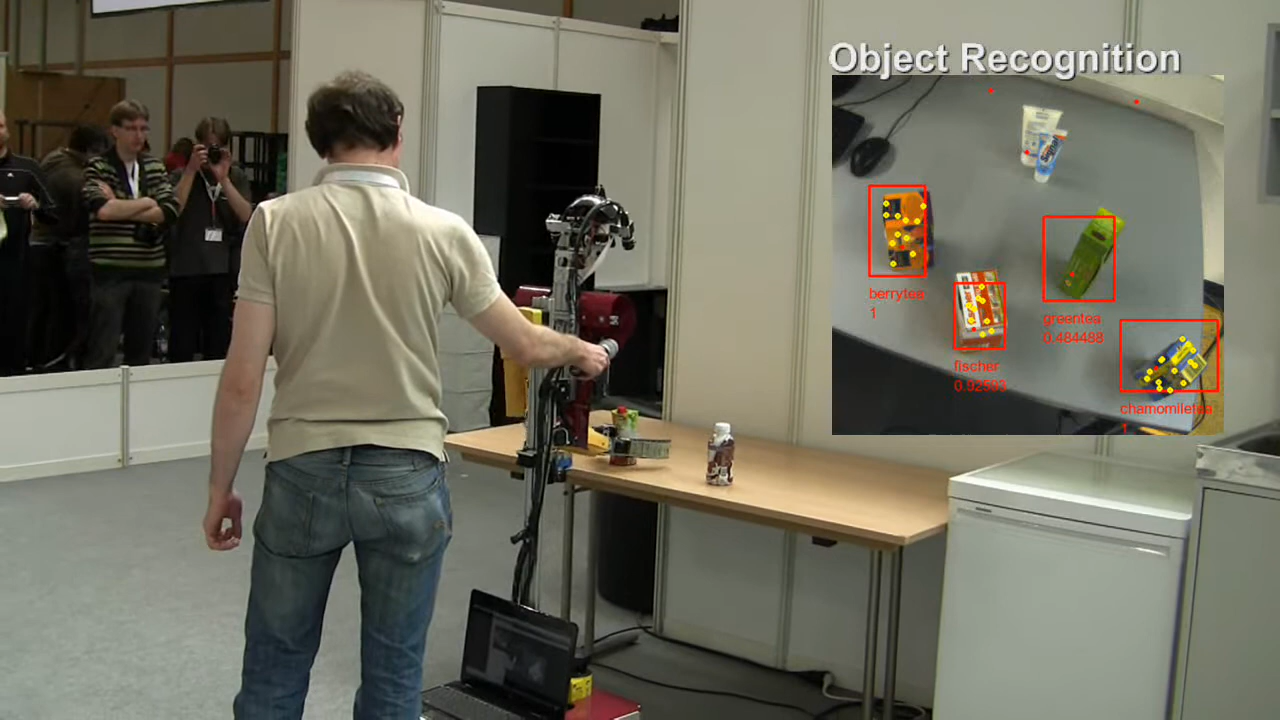 Object Recognition
berrytea
1
greentea
0.484488
fischer
0.92593
chamomiletea
1